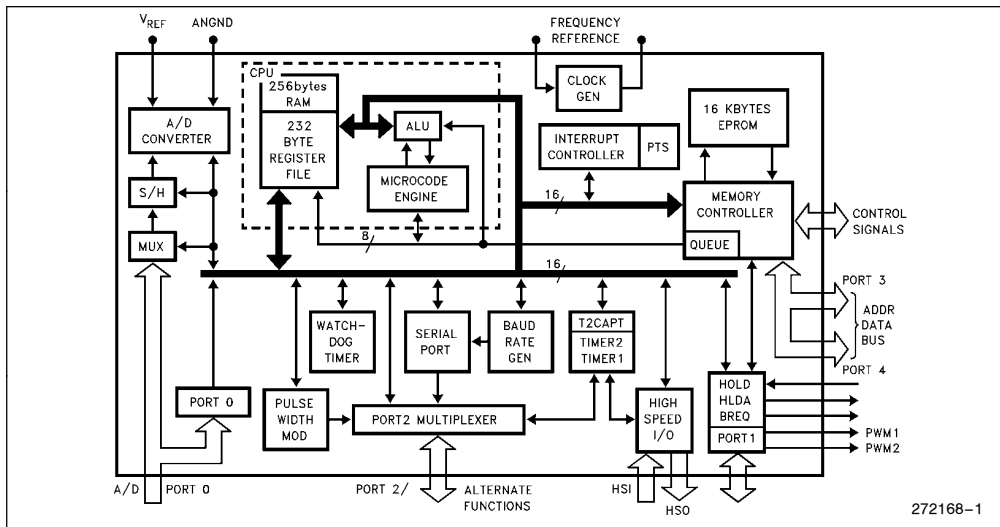 VREF
ANGND
FREQUENCY
REFERENCE
CPU
256bytes
RAM
232
BYTE
REGISTER
FILE
ALU
MICROCODE
ENGINE
CLOCK
GEN
16 KBYTES
EPROM
A/D
CONVERTER
INTERRUPT
CONTROLLER
PTS
S/H
MUX
MEMORY
CONTROLLER
QUEUE
CONTROL
SIGNALS
16
8
16
PORT 3
ADDR
DATA
BUS
PORT 4
WATCH-
DOG
TIMER
SERIAL
PORT
BAUD
RATE
GEN
T2CAPT
TIMER2
TIMER1
PORT 0
PULSE
WIDTH
MOD
PORT2 MULTIPLEXER
HIGH
SPEED
I/O
HOLD
HLDA
BREQ
PORT1
PWM1
PWM2
A/D
PORT 0
PORT 2/
ALTERNATE
FUNCTIONS
HSI
HSO
272168-1